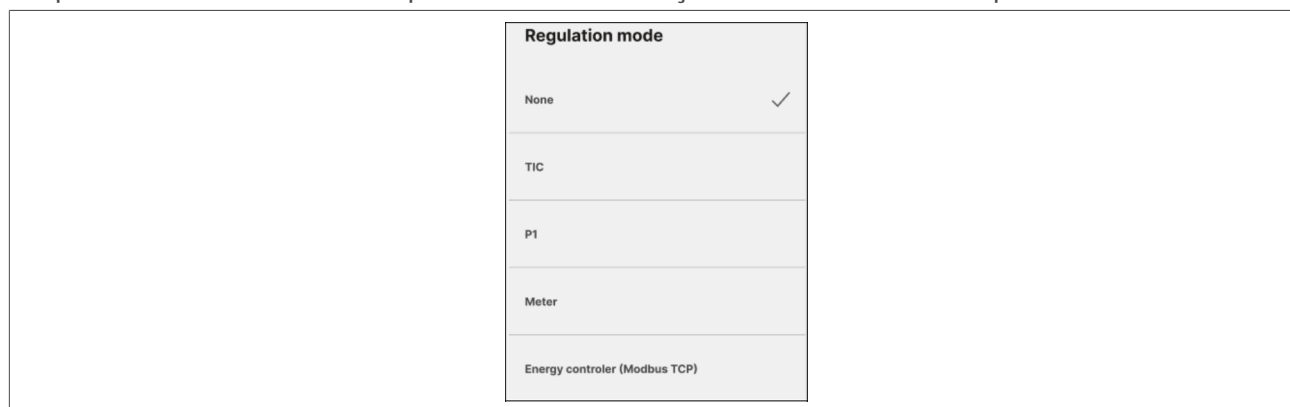 Regulation mode
None
TIC
P1
Meter
Energy controler (Modbus TCP)